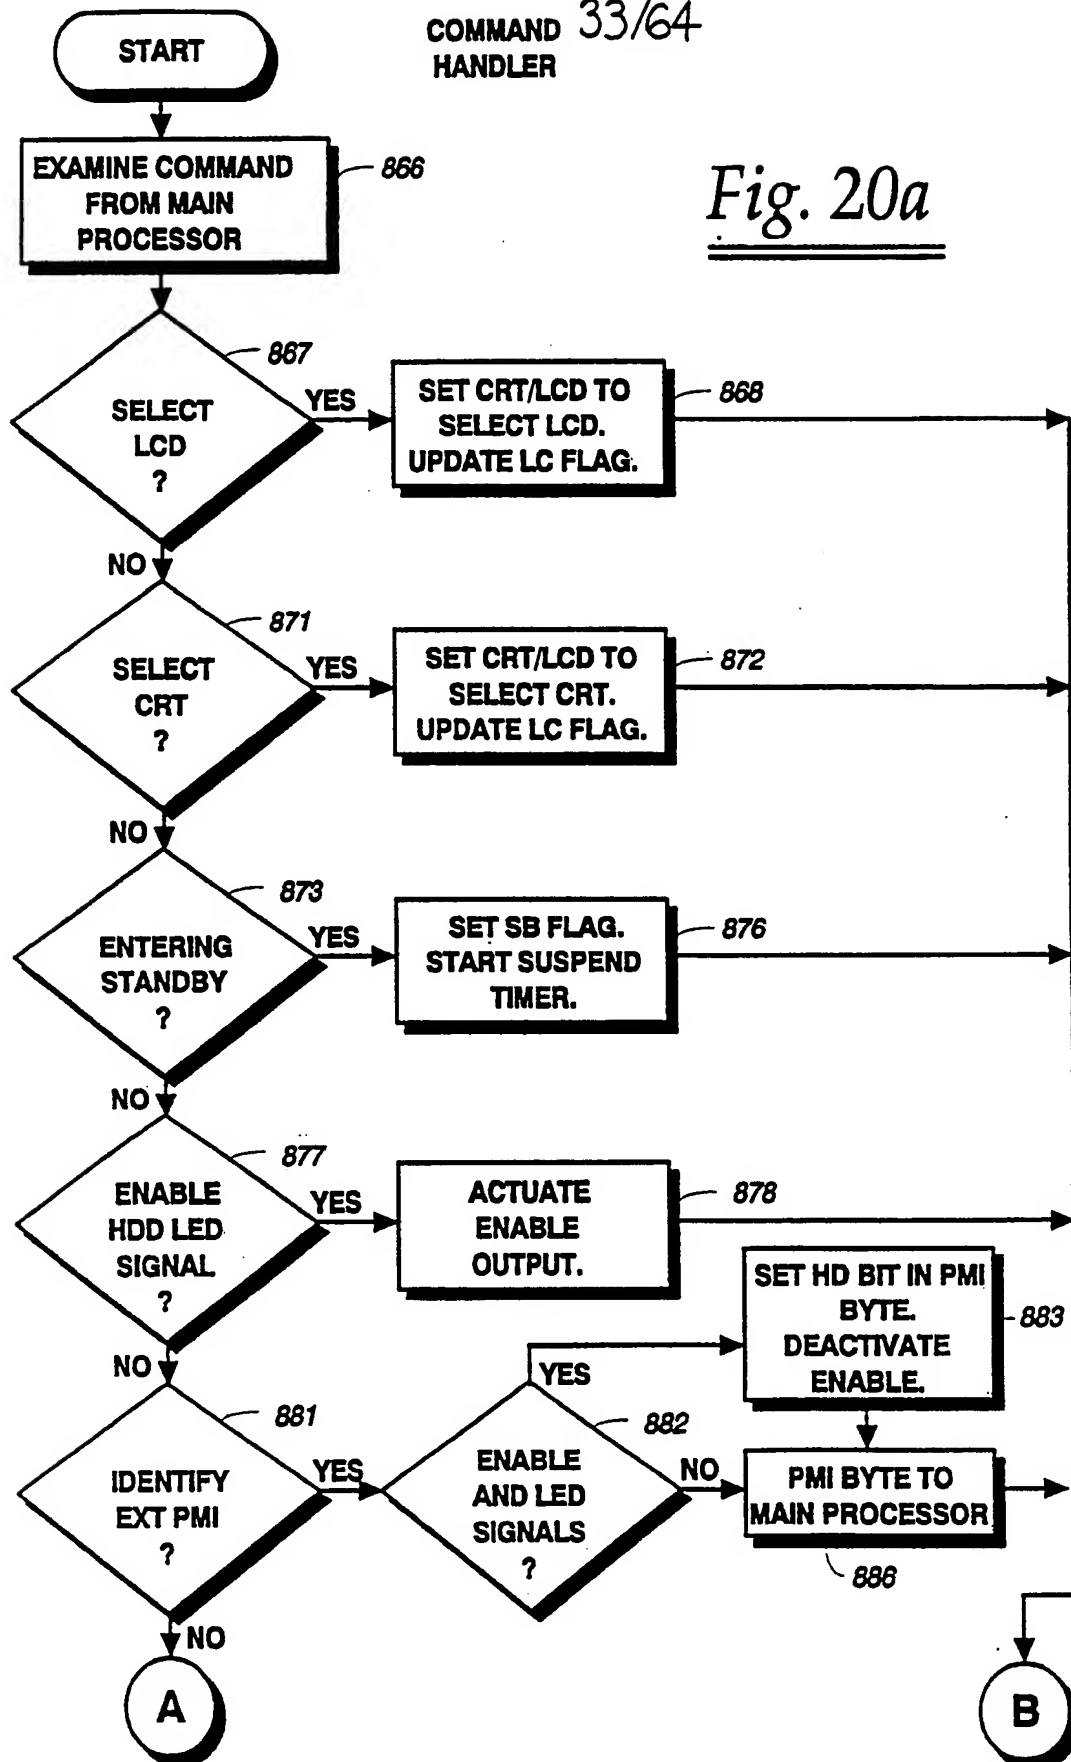 COMMAND 33/64
HANDLER
Fig. 20a
START
EXAMINE COMMAND
FROM MAIN
PROCESSOR
866
SELECT
LCD
?
867
YES
SET CRT/LCD TO
SELECT LCD.
UPDATE LC FLAG.
868
NO
SELECT
CRT
?
871
YES
SET CRT/LCD TO
SELECT CRT.
UPDATE LC FLAG.
872
NO
ENTERING
STANDBY
?
873
YES
SET SB FLAG.
START SUSPEND
TIMER.
876
NO
ENABLE
HDD LED
SIGNAL
?
877
YES
ACTUATE
ENABLE
OUTPUT.
878
NO
IDENTIFY
EXT PMI
?
881
YES
ENABLE
AND LED
SIGNALS
?
882
YES
SET HD BIT IN PMI
BYTE.
DEACTIVATE
ENABLE.
883
NO
PMI BYTE TO
MAIN PROCESSOR
886
NO
A
B